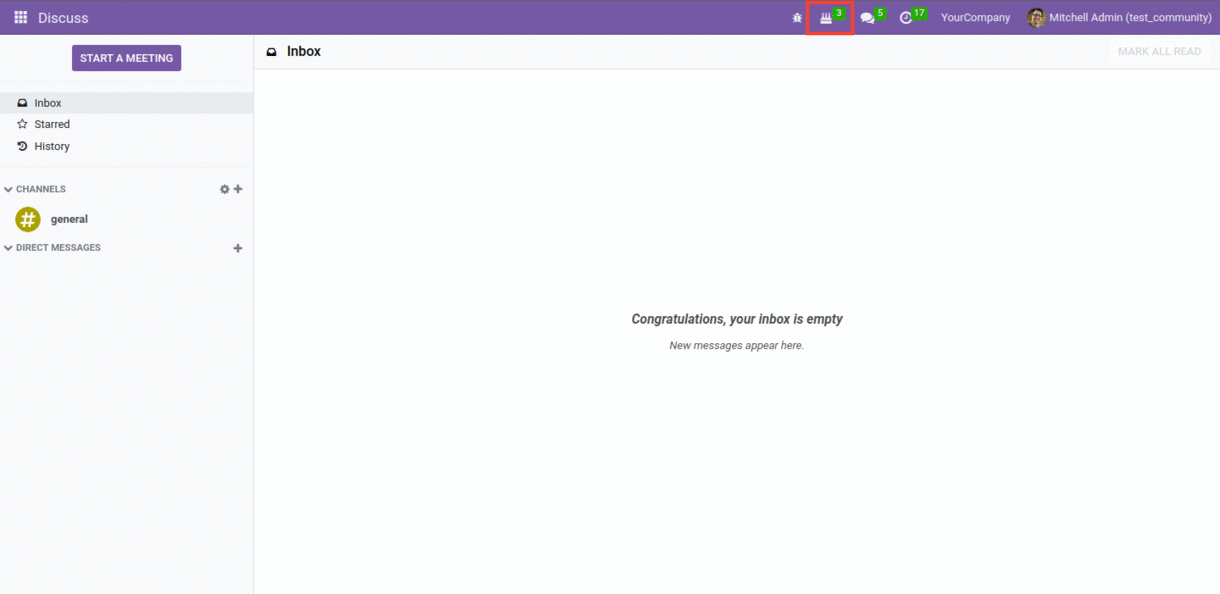 Discuss
3
5
17
YourCompany
Mitchell Admin (test_community)
START A MEETING
Inbox
MARK ALL READ
Inbox
Starred
History
CHANNELS
general
DIRECT MESSAGES
Congratulations, your inbox is empty
New messages appear here.